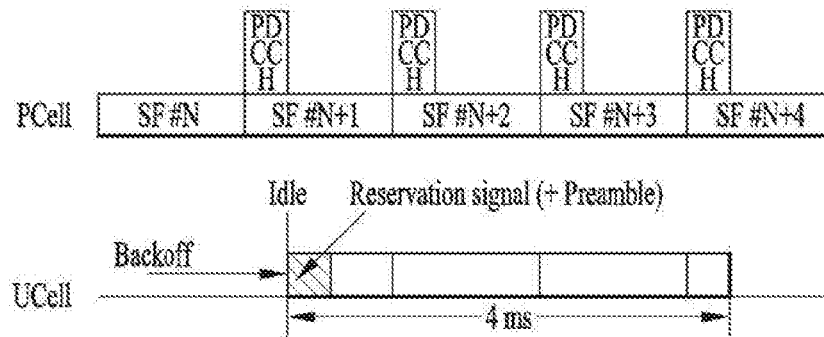 PD PD PD PD
CC CC CC CC
H H H H
PCell SF #N SF #N+1 SF #N+2 SF #N+3 SF #N+4
Idle Reservation signal (+ Preamble)
Backoff
UCell
4 ms